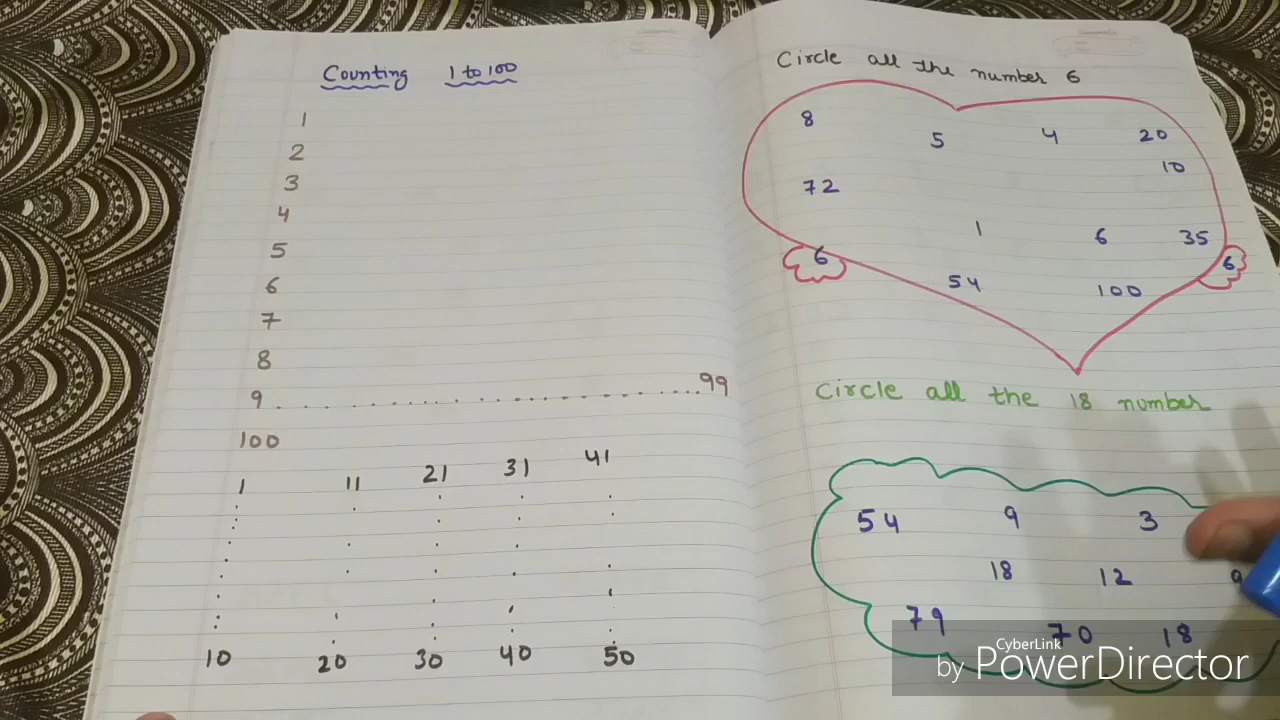 Counting 1 to 100
1
2
3
4
5
6
7
8
9 ........................ 99
100
1 11 21 31 41
10 20 30 40 50
Circle all the number 6
8 5 4 20
10
72
1 6 35
6 6
54 100
Circle all the 18 number
54 9 3
18 12 9
79 70 18
CyberLink
by PowerDirector